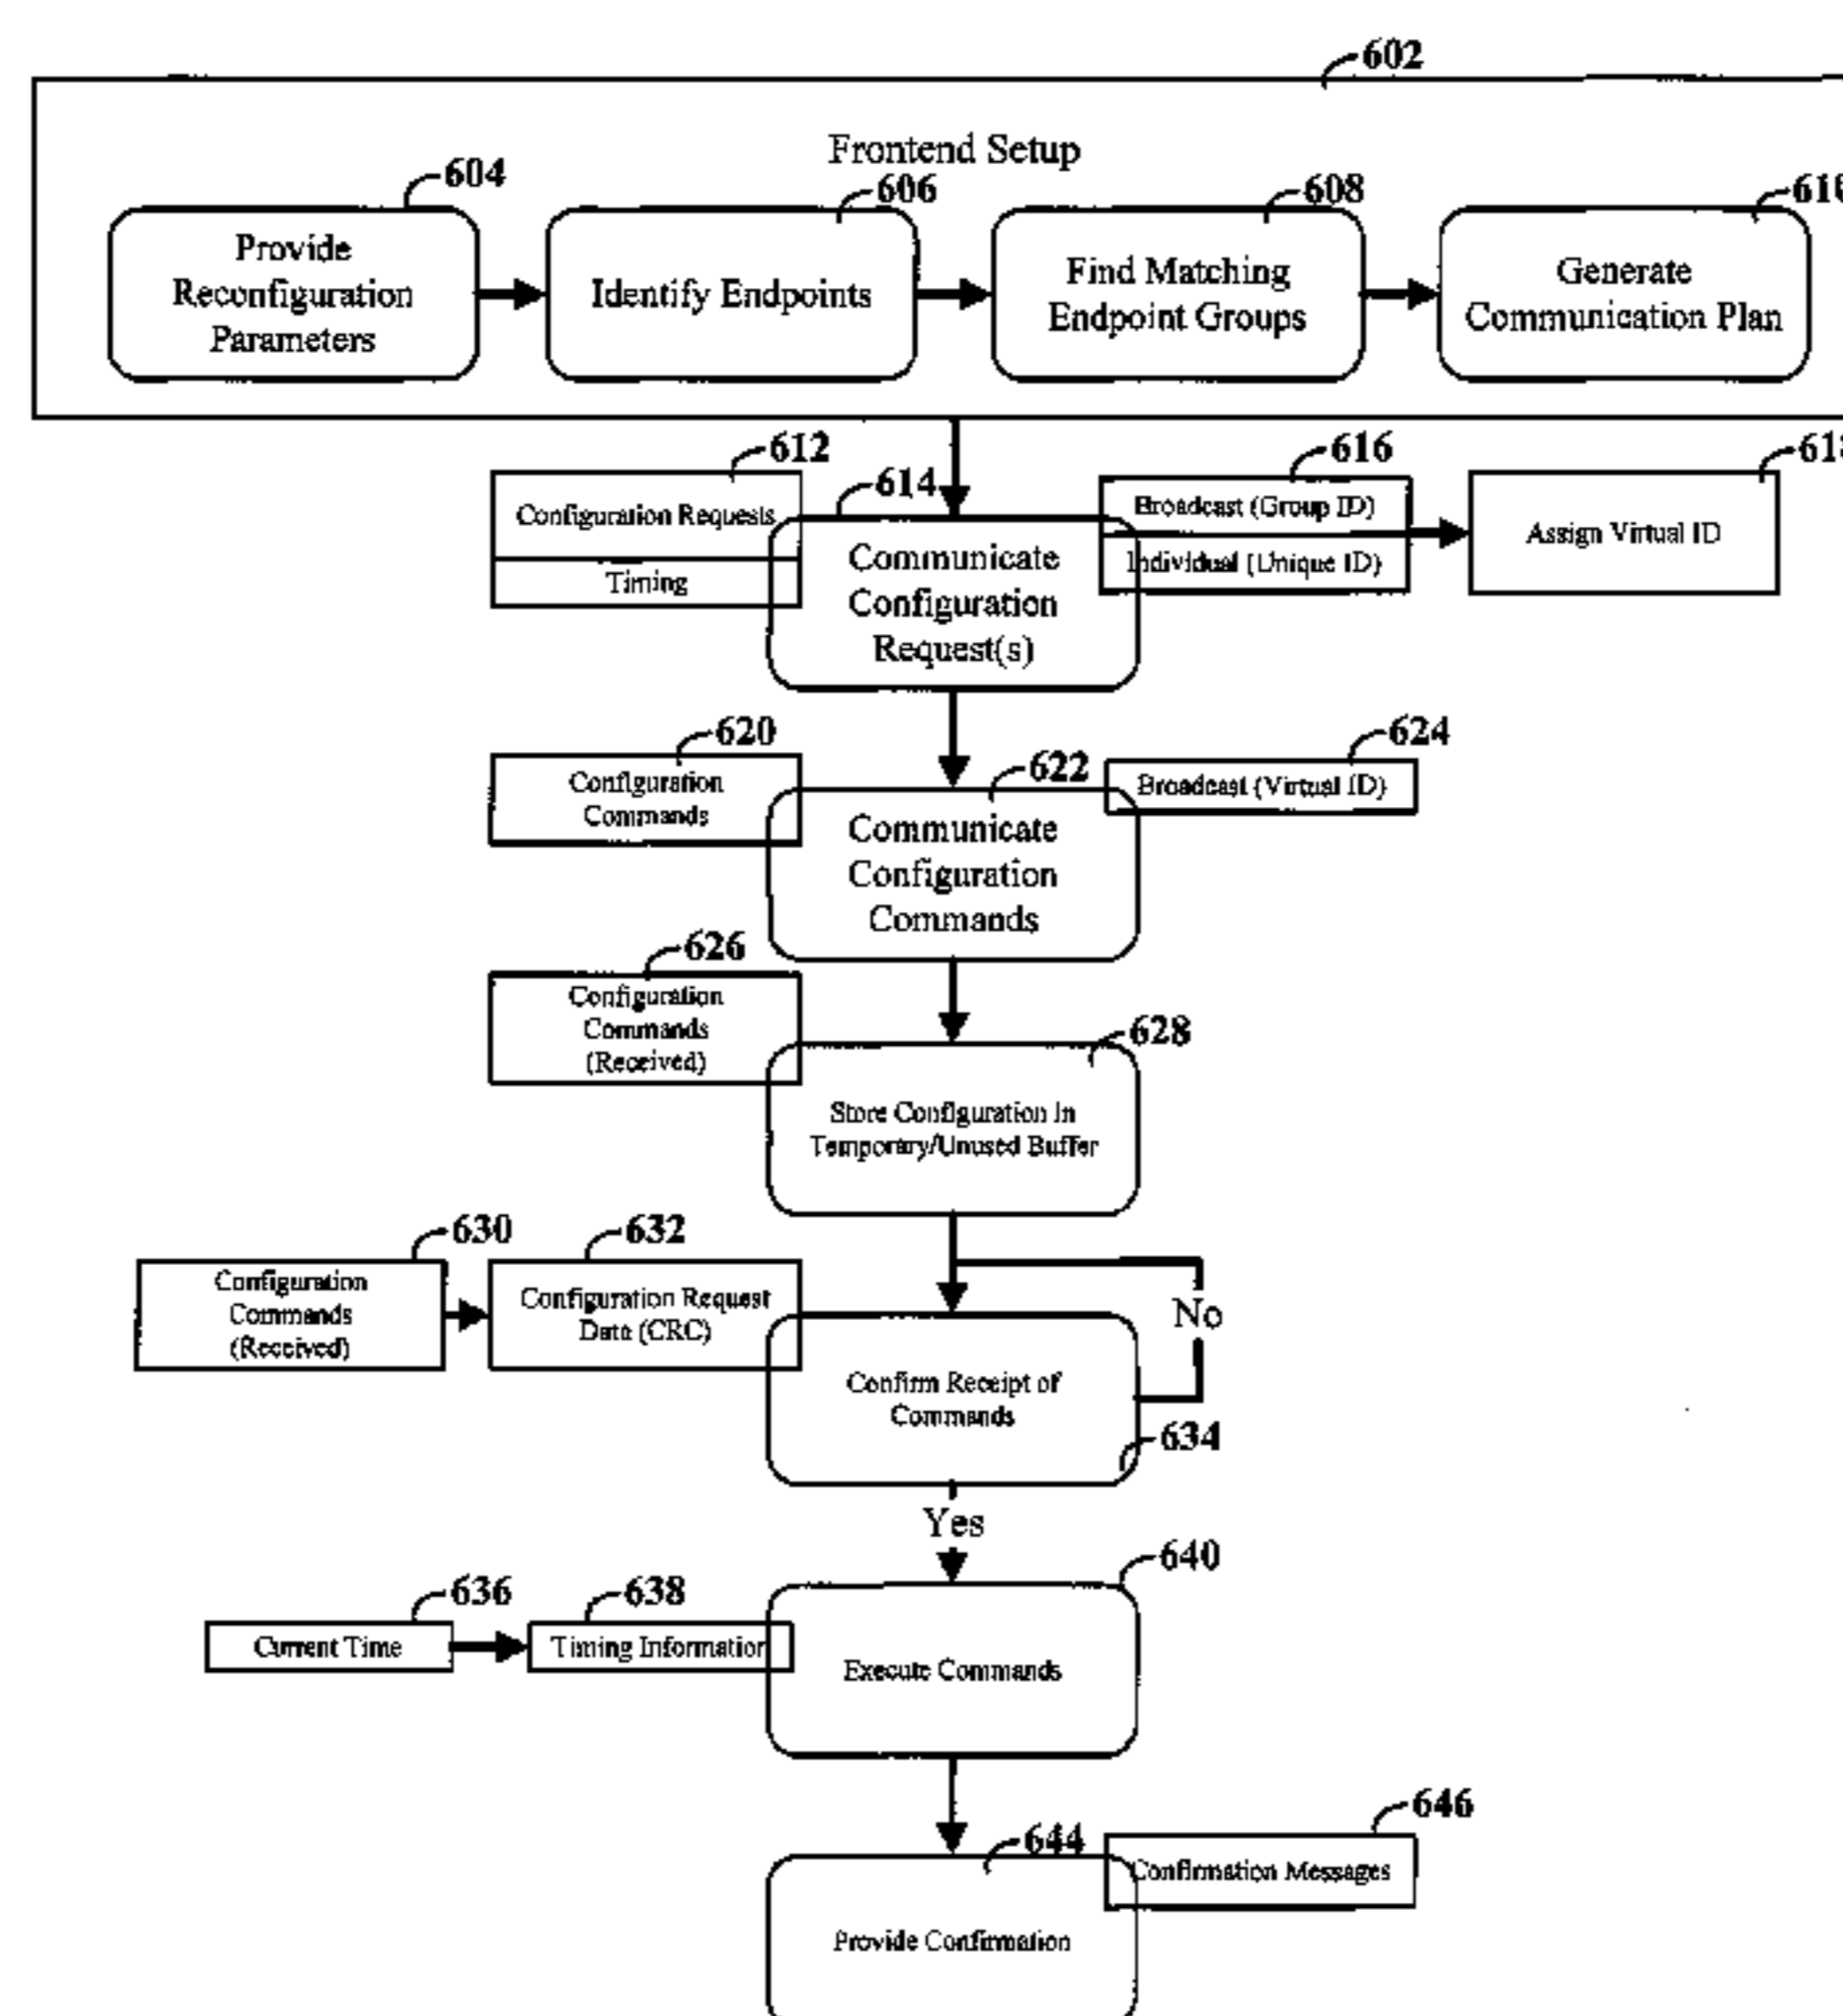 602
Frontend Setup
604
606
608
Provide
Reconfiguration
Parameters
Identify Endpoints
Find Matching
Endpoint Groups
Generate
Communication Plan
612
614
616
Configuration Requests
Timing
Communicate
Configuration
Request(s)
Broadcast (Group ID)
Individual (Unique ID)
Assign Virtual ID
620
622
624
Configuration
Commands
Communicate
Configuration
Commands
Broadcast (Virtual ID)
626
628
Configuration
Commands
(Received)
Store Configuration In
Temporary/Unused Buffer
630
632
Configuration
Commands
(Received)
Configuration Request
Data (CRC)
No
Confirm Receipt of
Commands
634
Yes
636
638
640
Current Time
Timing Information
Execute Commands
644
646
Confirmation Messages
Provide Confirmation